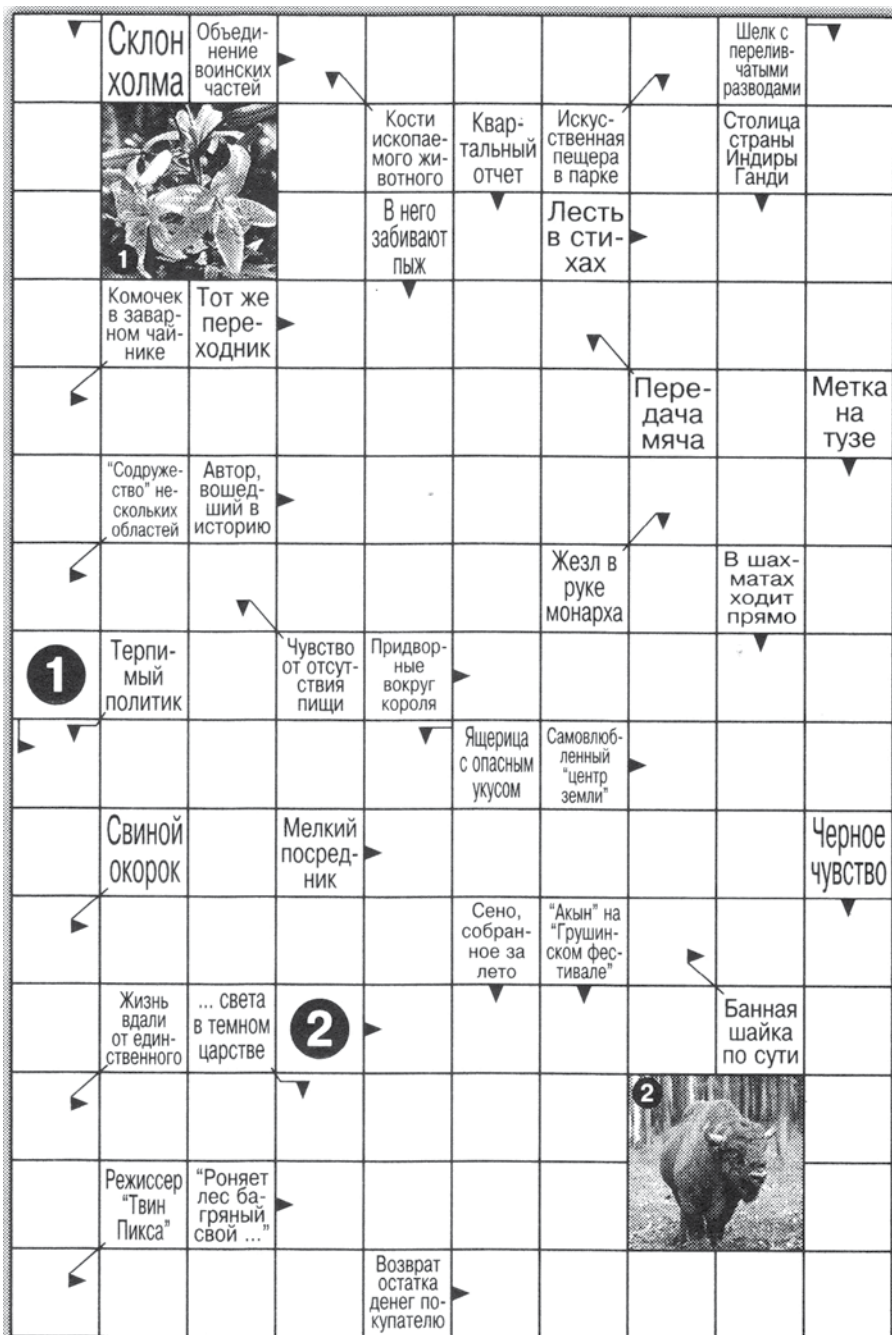 Склон
холма
Объеди-
нение
воинских
частей
Шелк с
перелив-
чатыми
разводами
Кости
ископае-
мого жи-
вотного
Квар-
тальный
отчет
Искус-
ственная
пещера
в парке
Столица
страны
Индиры
Ганди
1
В него
забивают
пыж
Лесть
в сти-
хах
Комочек
в завар-
ном чай-
нике
Тот же
пере-
ходник
Пере-
дача
мяча
Метка
на
тузе
"Содруже-
ство" не-
скольких
областей
Автор,
вошед-
ший в
историю
Жезл в
руке
монарха
В шах-
матах
ходит
прямо
1
Терпи-
мый
политик
Чувство
от отсут-
ствия
пищи
Придвор-
ные
вокруг
короля
Ящерица
с опасным
укусом
Самовлюб-
ленный
"центр
земли"
Свиной
окорок
Мелкий
посред-
ник
Черное
чувство
Сено,
собран-
ное за
лето
"Акын" на
"Грушин-
ском фес-
тивале"
Жизнь
вдали
от един-
ственного
... света
в темном
царстве
2
Банная
шайка
по сути
2
Режиссер
"Твин
Пикса"
"Роняет
лес ба-
гряный
свой ..."
Возврат
остатка
денег по-
купателю